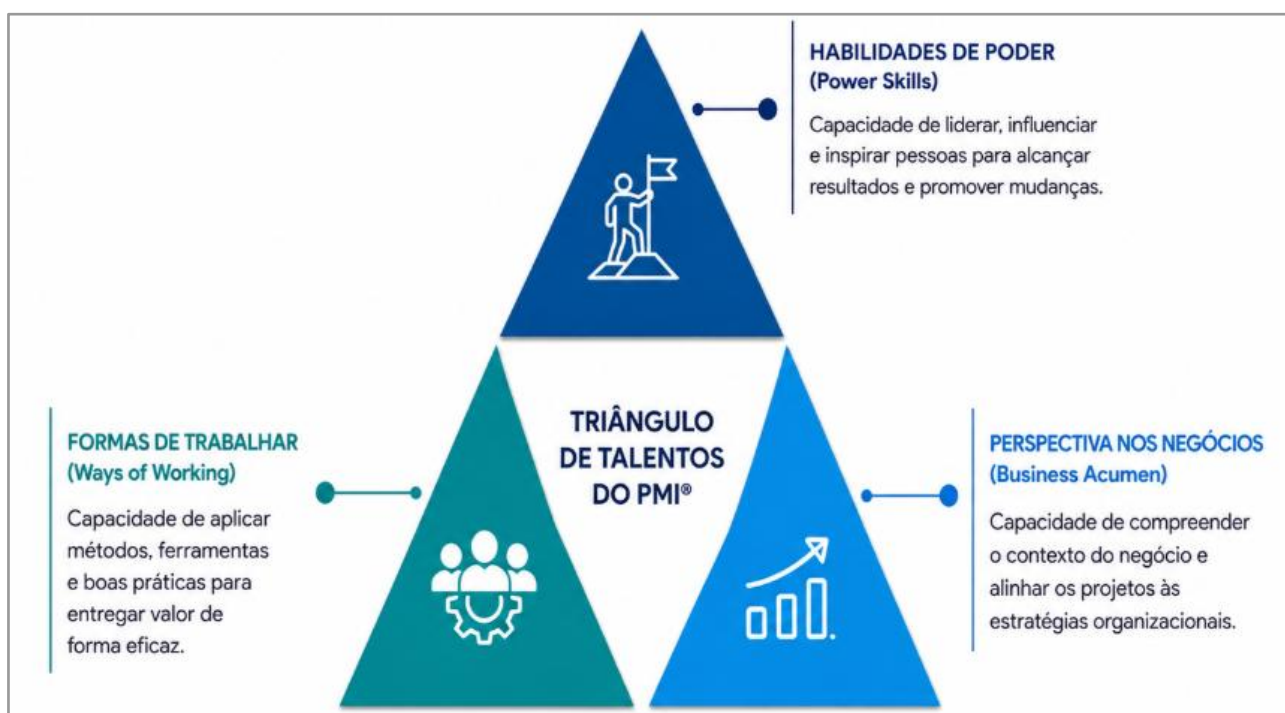 HABILIDADES DE PODER
(Power Skills)
Capacidade de liderar, influenciar
e inspirar pessoas para alcançar
resultados e promover mudanças.
FORMAS DE TRABALHAR
(Ways of Working)
Capacidade de aplicar
métodos, ferramentas
e boas práticas para
entregar valor de
forma eficaz.
TRIÂNGULO
DE TALENTOS
DO PMI®
PERSPECTIVA NOS NEGÓCIOS
(Business Acumen)
Capacidade de compreender
o contexto do negócio e
alinhar os projetos às
estratégias organizacionais.